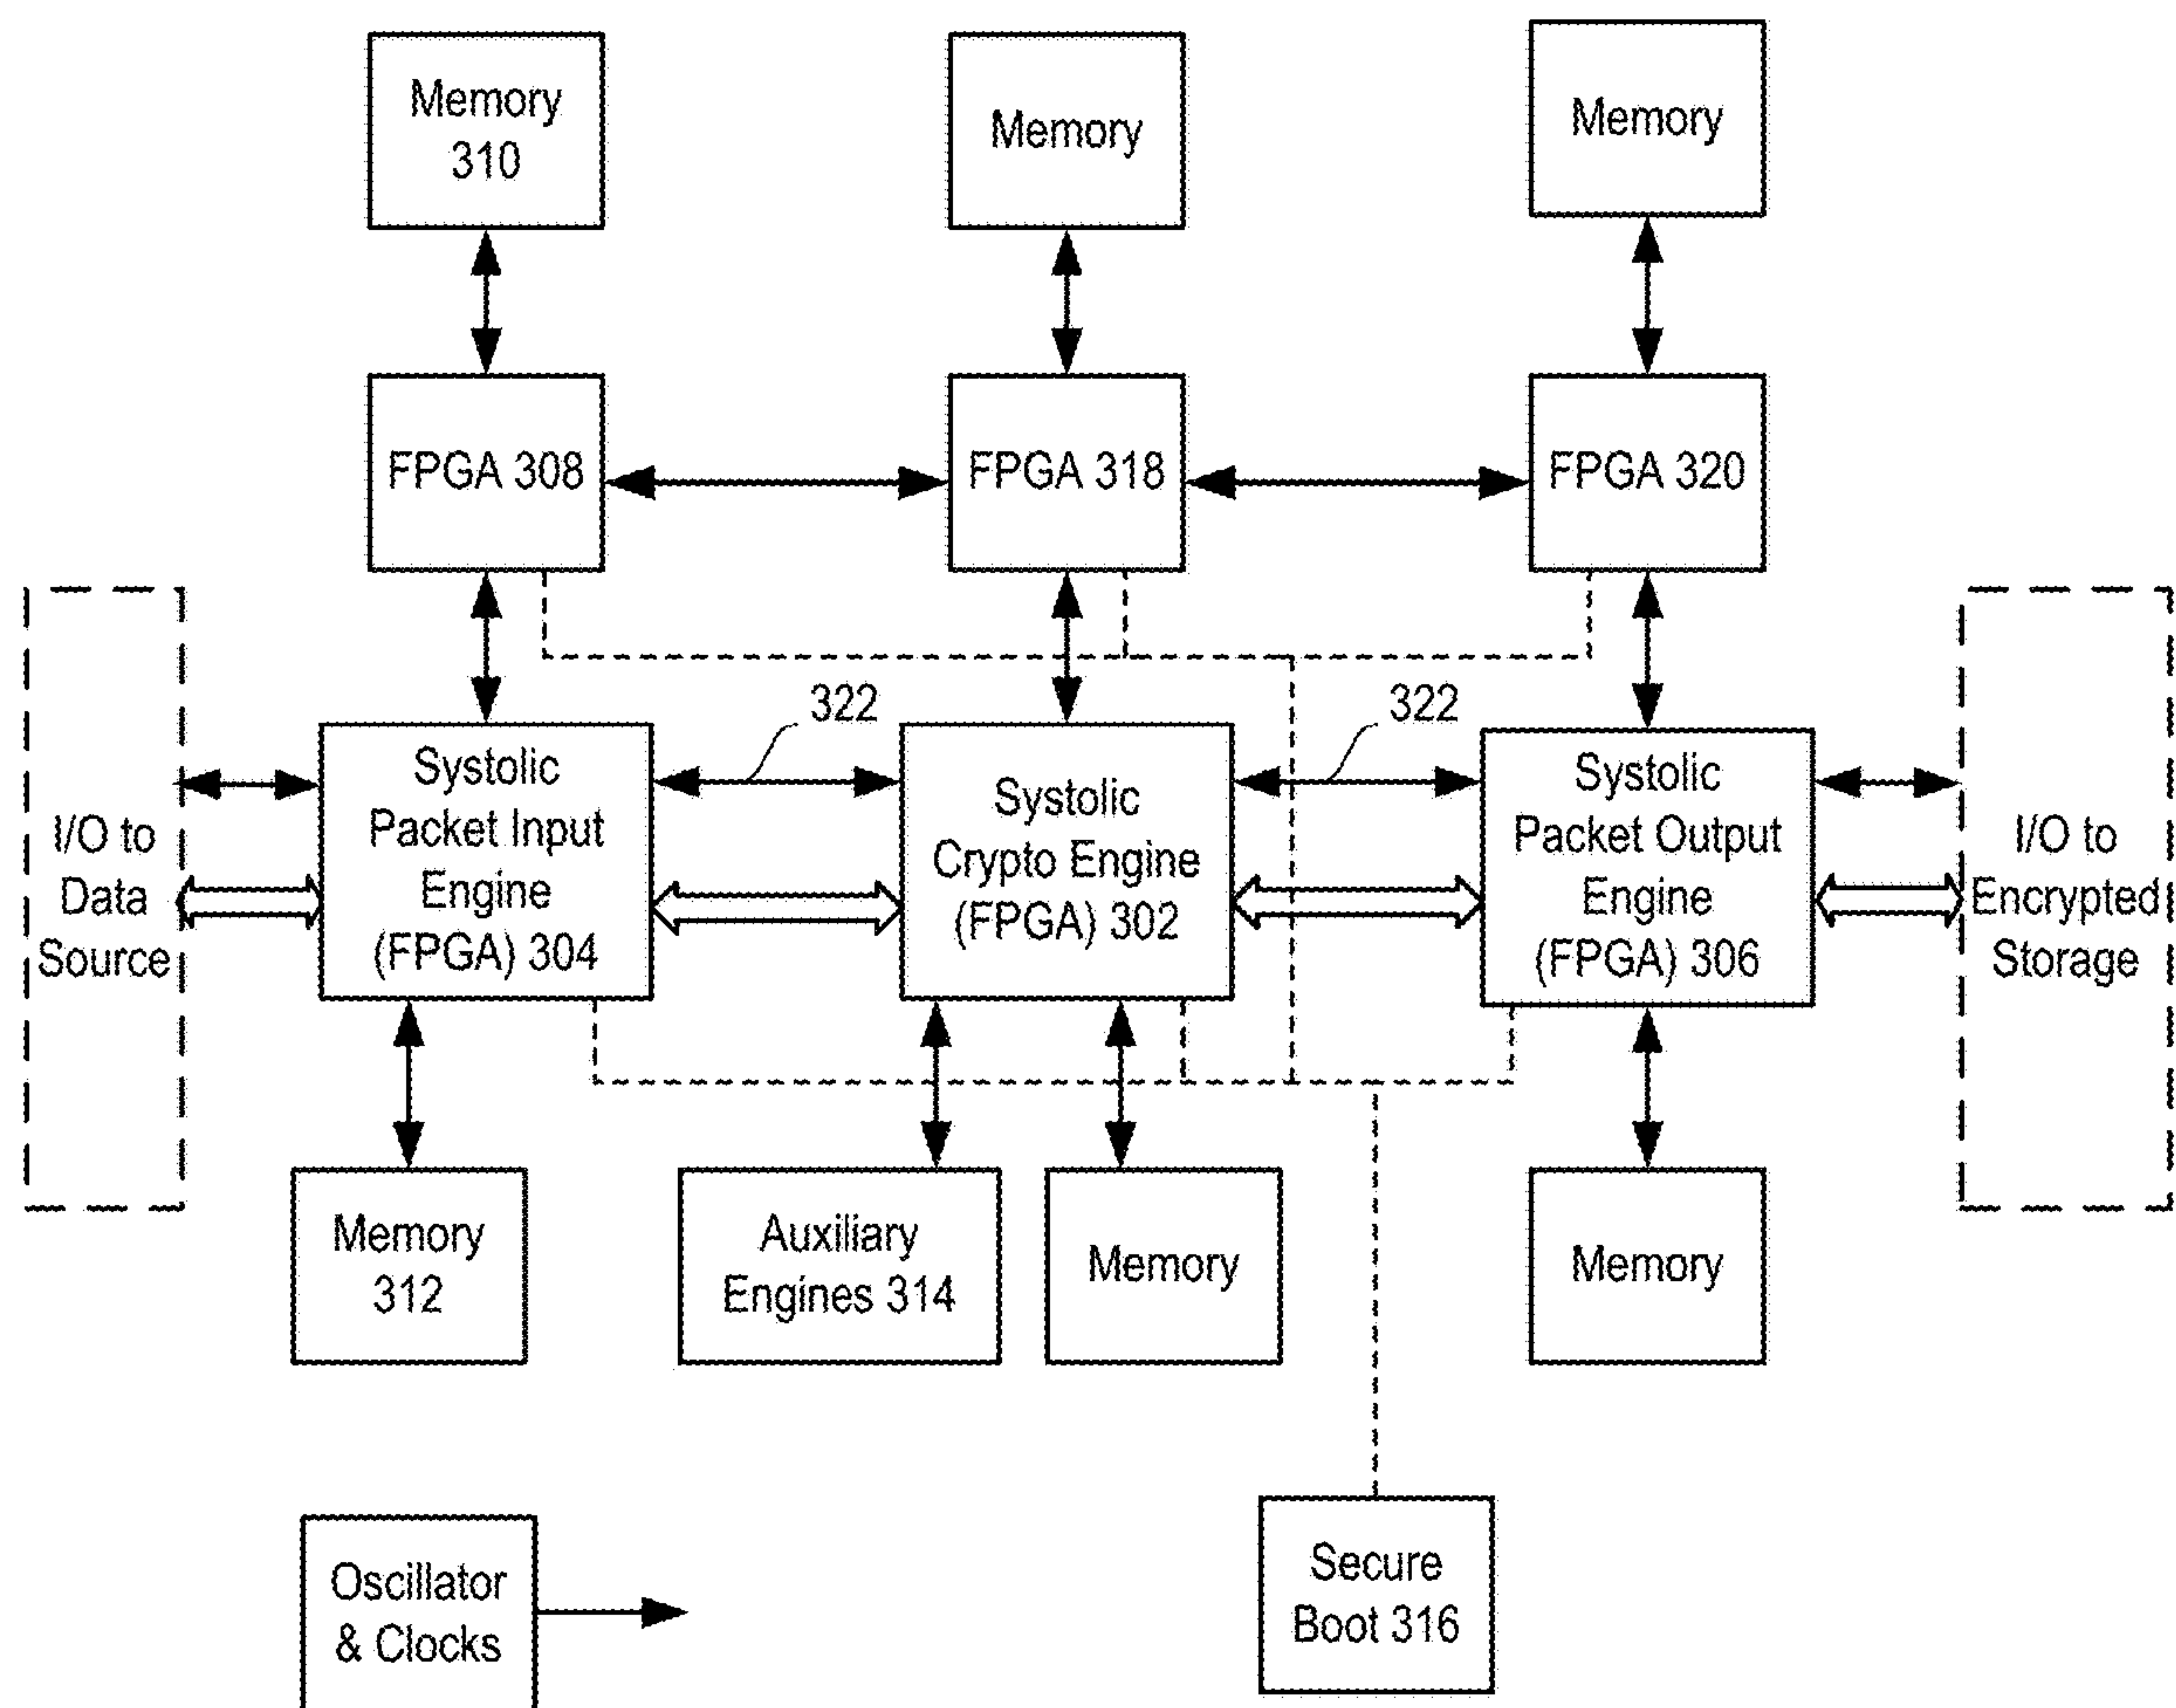 Memory
310
Memory
Memory
FPGA 308
FPGA 318
FPGA 320
322
322
I/O to
Data
Source
Systolic
Packet Input
Engine
(FPGA) 304
Systolic
Crypto Engine
(FPGA) 302
Systolic
Packet Output
Engine
(FPGA) 306
I/O to
Encrypted
Storage
Memory
312
Auxiliary
Engines 314
Memory
Memory
Oscillator
& Clocks
Secure
Boot 316